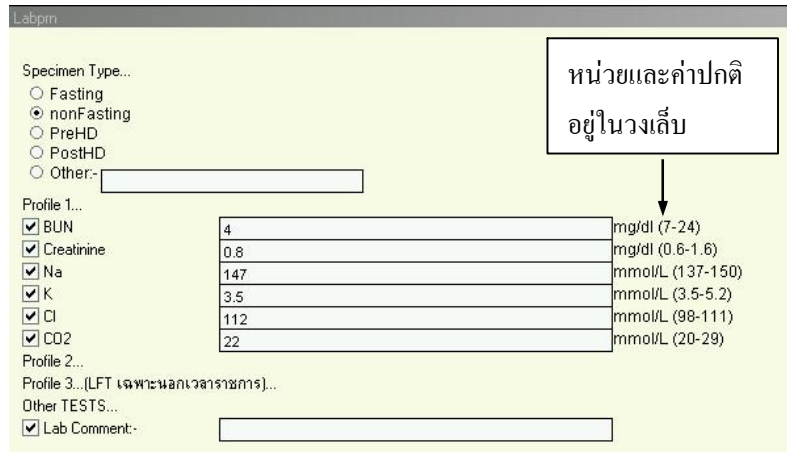 Labprn
หน่วยและค่าปกติ
อยู่ในวงเล็บ
Specimen Type...
Fasting
nonFasting
PreHD
PostHD
Other:-
Profile 1...
BUN 4 mg/dl (7-24)
Creatinine 0.8 mg/dl (0.6-1.6)
Na 147 mmol/L (137-150)
K 3.5 mmol/L (3.5-5.2)
Cl 112 mmol/L (98-111)
CO2 22 mmol/L (20-29)
Profile 2...
Profile 3...(LFT เฉพาะนอกเวลาราชการ)...
Other TESTS...
Lab Comment:-